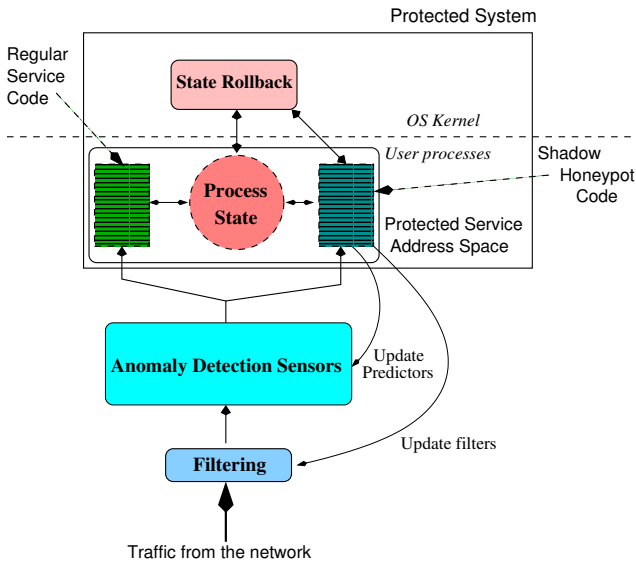 Protected System
Regular
Service
Code
State Rollback
OS Kernel
User processes
Shadow
Honeypot
Code
Process
State
Protected Service
Address Space
Anomaly Detection Sensors
Update
Predictors
Update filters
Filtering
Traffic from the network